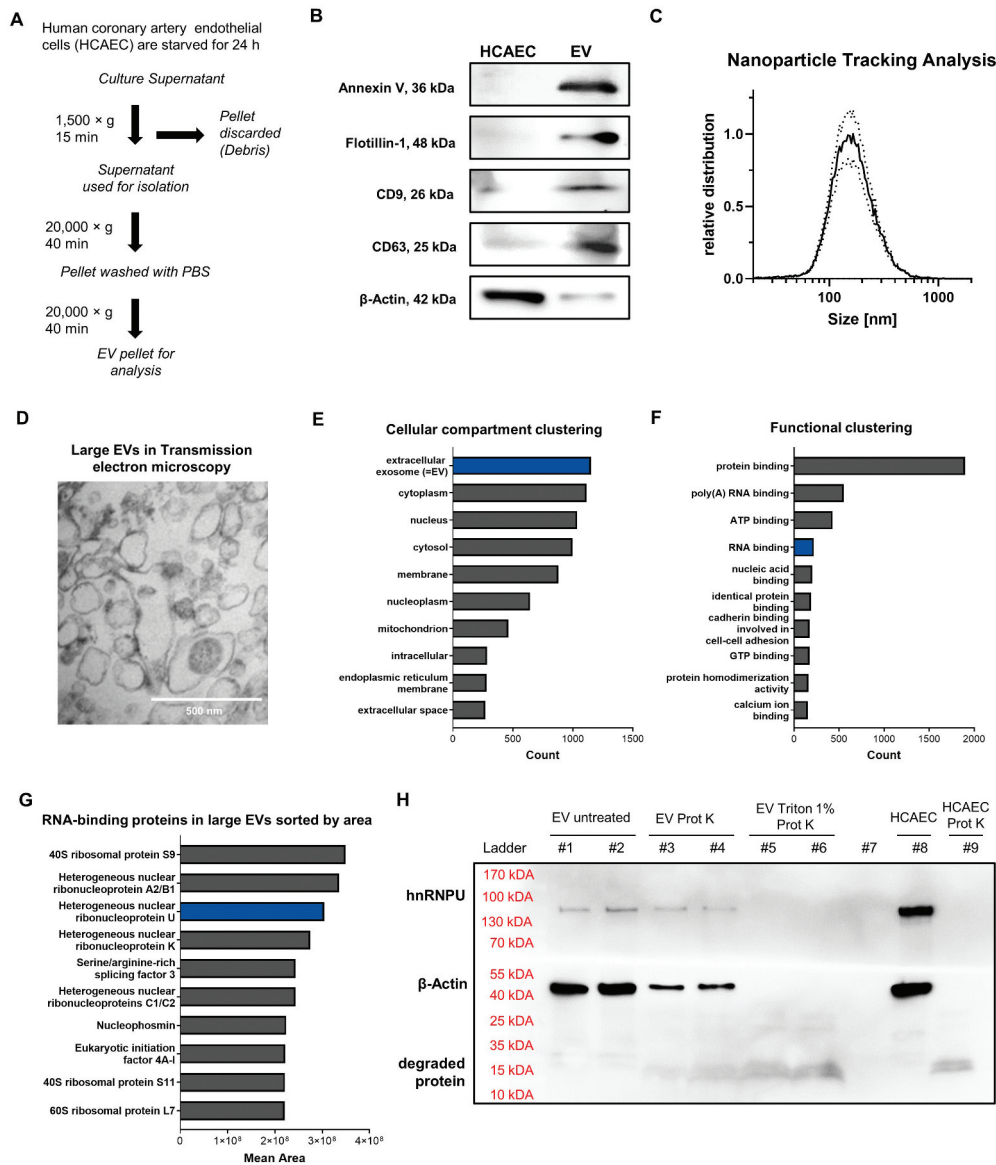 A
Human coronary artery endothelial
cells (HCAEC) are starved for 24 h
Culture Supernatant
1,500 × g
15 min
Pellet
discarded
(Debris)
Supernatant
used for isolation
20,000 × g
40 min
Pellet washed with PBS
20,000 × g
40 min
EV pellet for
analysis
B
HCAEC EV
Annexin V, 36 kDa
Flotillin-1, 48 kDa
CD9, 26 kDa
CD63, 25 kDa
β-Actin, 42 kDa
C
Nanoparticle Tracking Analysis
relative distribution
1.0
0.5
0.0
100 1000
Size [nm]
D
Large EVs in Transmission
electron microscopy
500 nm
E
Cellular compartment clustering
extracellular
exosome (=EV)
cytoplasm
nucleus
cytosol
membrane
nucleoplasm
mitochondrion
intracellular
endoplasmic reticulum
membrane
extracellular space
0 500 1000 1500
Count
F
Functional clustering
protein binding
poly(A) RNA binding
ATP binding
RNA binding
nucleic acid
binding
identical protein
binding
cadherin binding
involved in
cell-cell adhesion
GTP binding
protein homodimerization
activity
calcium ion
binding
0 500 1000 1500 2000
Count
G
RNA-binding proteins in large EVs sorted by area
40S ribosomal protein S9
Heterogeneous nuclear
ribonucleoprotein A2/B1
Heterogeneous nuclear
ribonucleoprotein U
Heterogeneous nuclear
ribonucleoprotein K
Serine/arginine-rich
splicing factor 3
Heterogeneous nuclear
ribonucleoproteins C1/C2
Nucleophosmin
Eukaryotic initiation
factor 4A-I
40S ribosomal protein S11
60S ribosomal protein L7
0 1×10⁸ 2×10⁸ 3×10⁸ 4×10⁸
Mean Area
H
EV untreated EV Prot K EV Triton 1% Prot K HCAEC HCAEC Prot K
Ladder #1 #2 #3 #4 #5 #6 #7 #8 #9
170 kDA
hnRNPU
100 kDA
130 kDA
70 kDA
55 kDA
β-Actin
40 kDA
25 kDA
35 kDA
degraded
protein
15 kDA
10 kDA